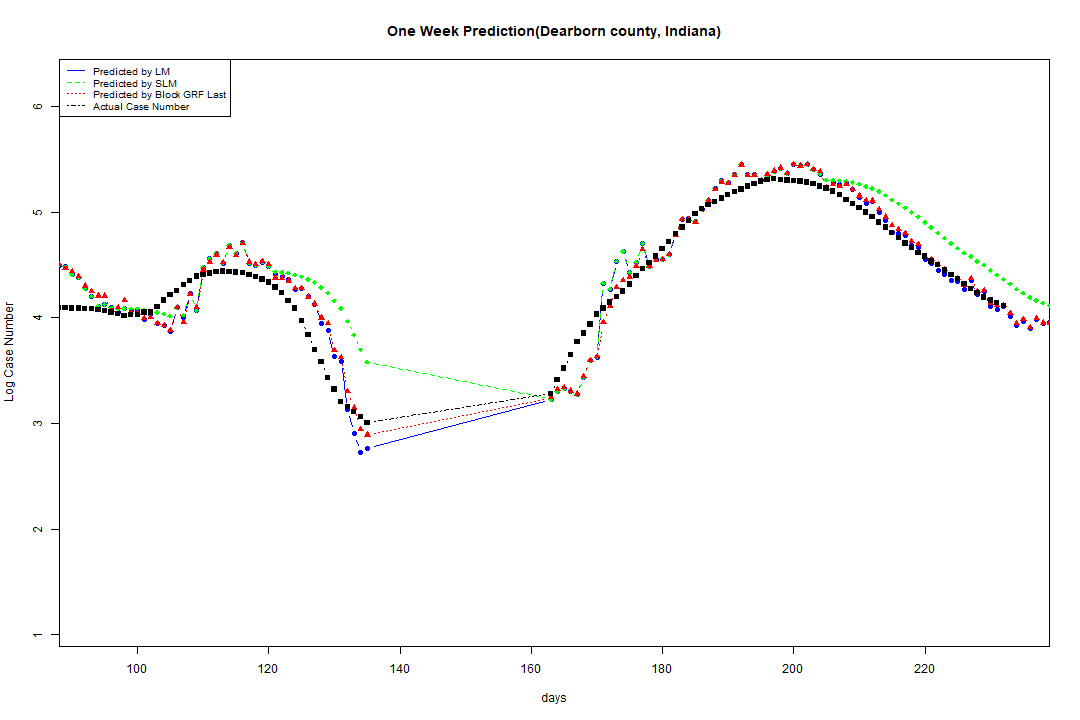 One Week Prediction(Dearborn county, Indiana)
Predicted by LM
Predicted by SLM
Predicted by Block GRF Last
Actual Case Number
Log Case Number
6
5
4
3
2
1
100 120 140 160 180 200 220
days